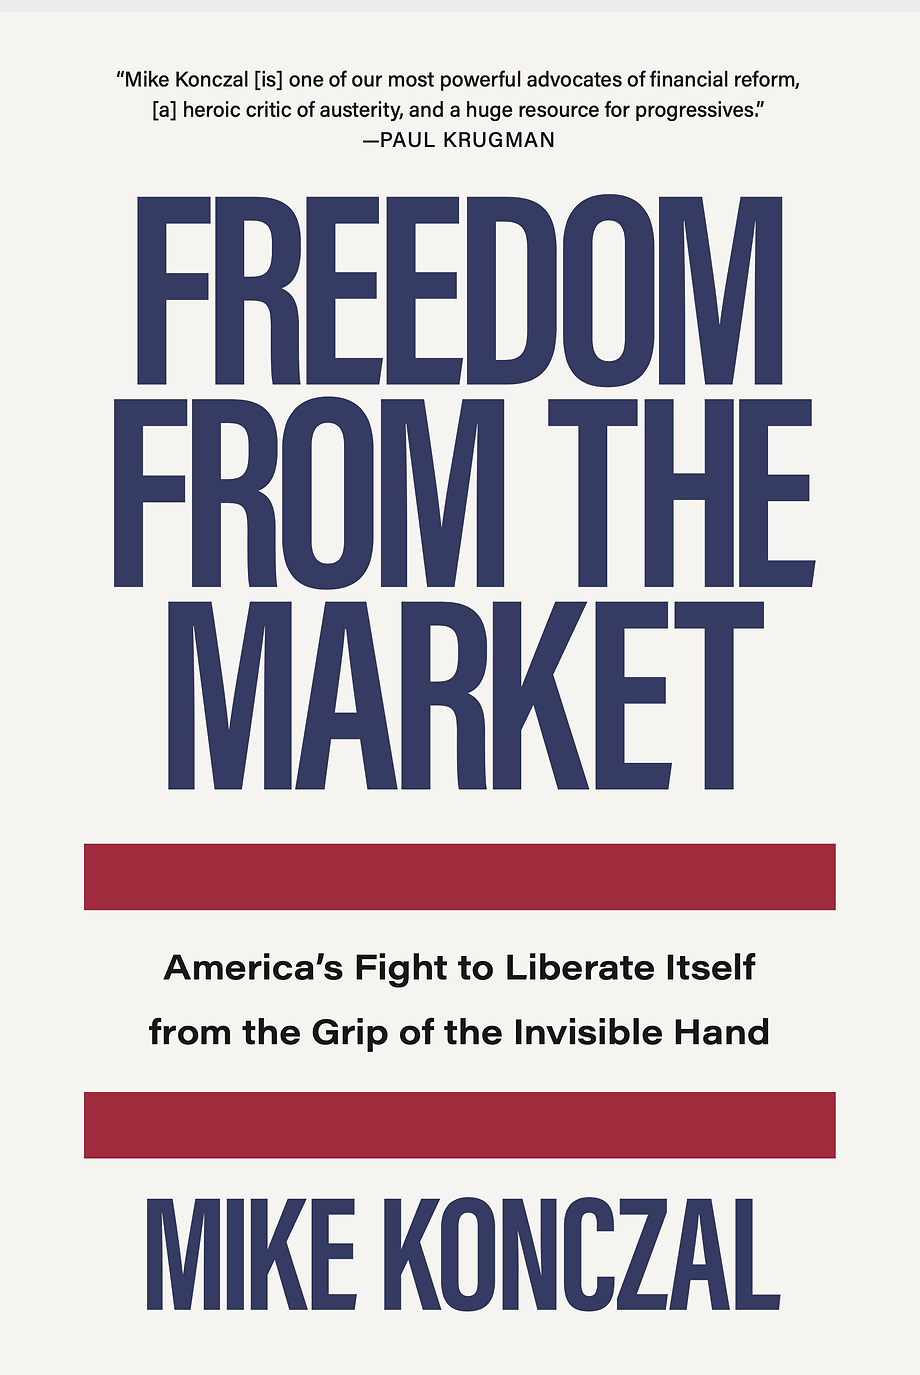 “Mike Konczal [is] one of our most powerful advocates of financial reform,
[a] heroic critic of austerity, and a huge resource for progressives.”
—PAUL KRUGMAN
FREEDOM
FROM THE
MARKET
America’s Fight to Liberate Itself
from the Grip of the Invisible Hand
MIKE KONCZAL